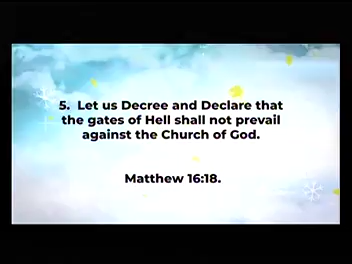 5. Let us Decree and Declare that
the gates of Hell shall not prevail
against the Church of God.
Matthew 16:18.